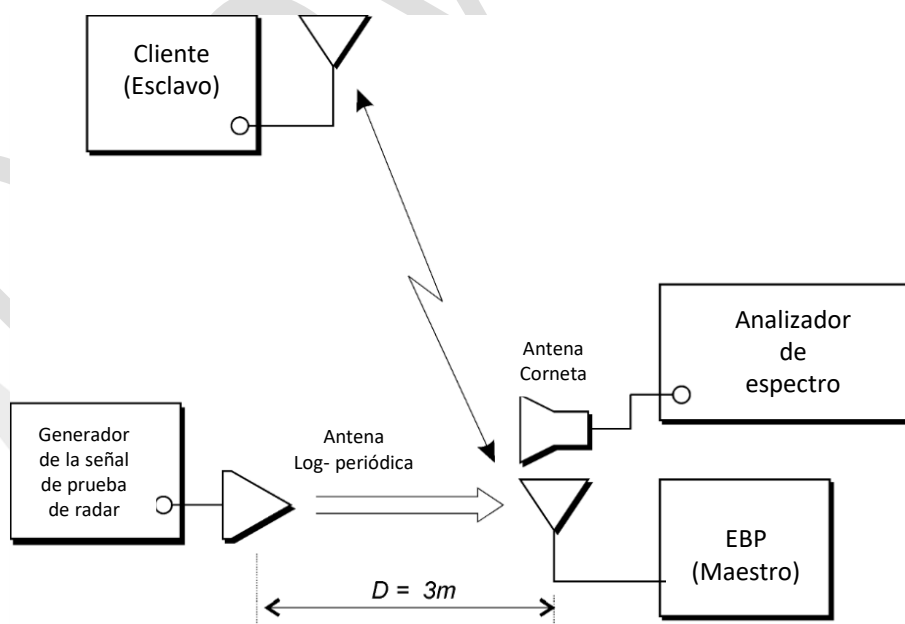 Cliente
(Esclavo)
Analizador
de
espectro
Antena
Corneta
Generador
de la señal
de prueba
de radar
Antena
Log- periódica
EBP
(Maestro)
D = 3m